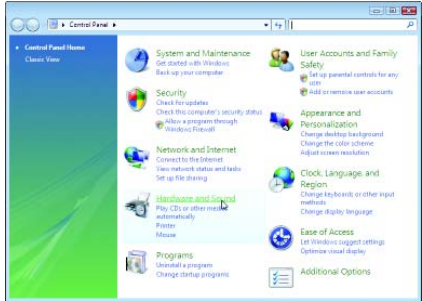 Control Panel
Control Panel Home
Classic View
System and Maintenance
Get started with Windows
Back up your computer
Security
Check for updates
Check this computer's security status
Allow a program through
Windows Firewall
Network and Internet
Connect to the Internet
View network status and tasks
Set up file sharing
Hardware and Sound
Play CDs or other media
automatically
Printer
Mouse
Programs
Uninstall a program
Change startup programs
User Accounts and Family
Safety
Set up parental controls for any
user
Add or remove user accounts
Appearance and
Personalization
Change desktop background
Change the color scheme
Adjust screen resolution
Clock, Language, and
Region
Change keyboards or other input
methods
Change display language
Ease of Access
Let Windows suggest settings
Optimize visual display
Additional Options